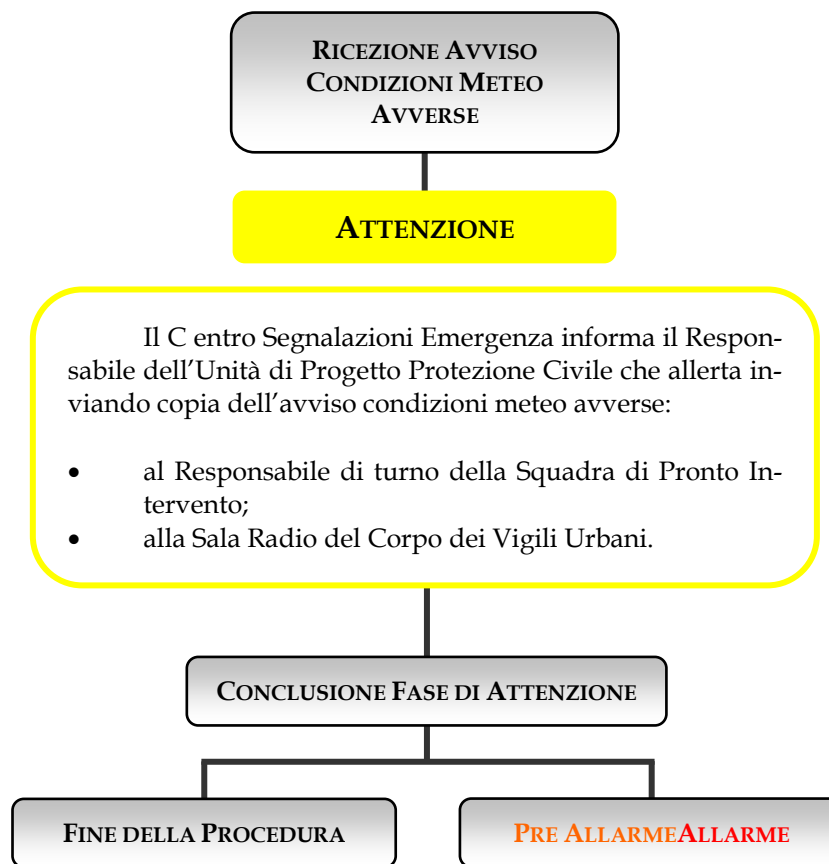 RICEZIONE AVVISO
CONDIZIONI METEO
AVVERSE
ATTENZIONE
Il C entro Segnalazioni Emergenza informa il Respon-
sabile dell’Unità di Progetto Protezione Civile che allerta in-
viando copia dell’avviso condizioni meteo avverse:
• al Responsabile di turno della Squadra di Pronto In-
tervento;
• alla Sala Radio del Corpo dei Vigili Urbani.
CONCLUSIONE FASE DI ATTENZIONE
FINE DELLA PROCEDURA
PRE ALLARMEALLARME